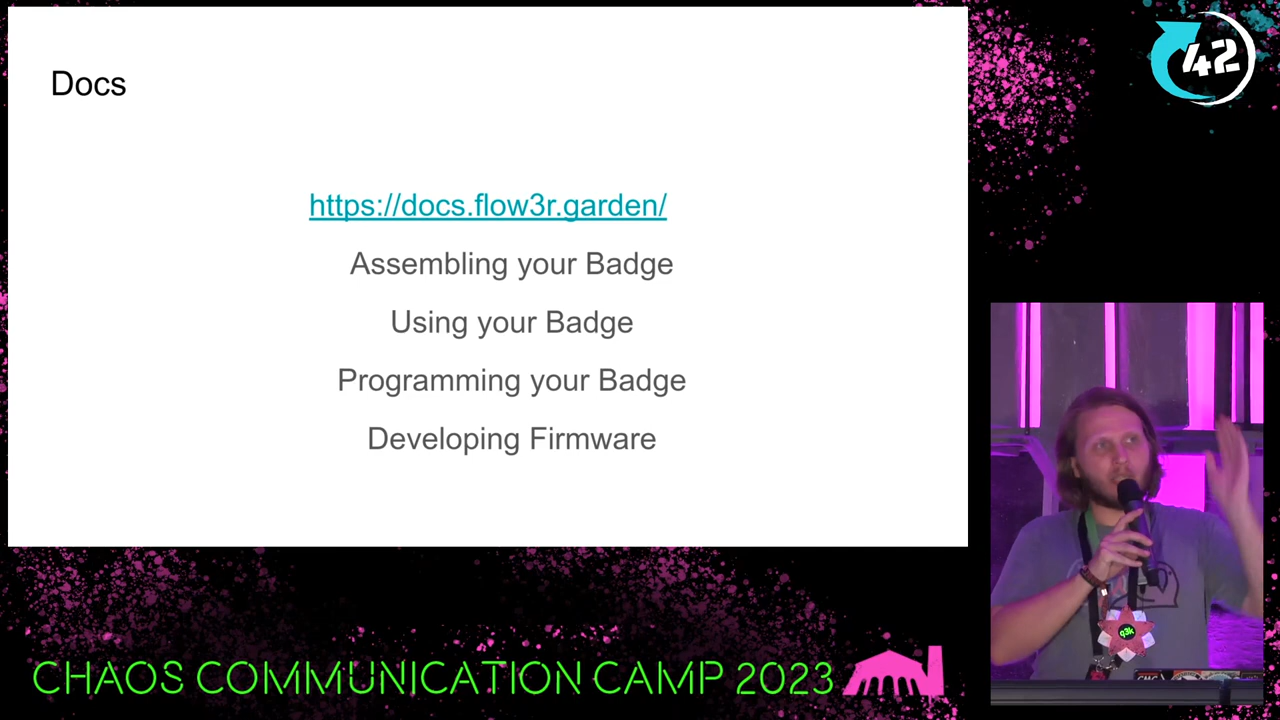 Docs
https://docs.flow3r.garden/
Assembling your Badge
Using your Badge
Programming your Badge
Developing Firmware
42
q3k
CHAOS COMMUNICATION CAMP 2023